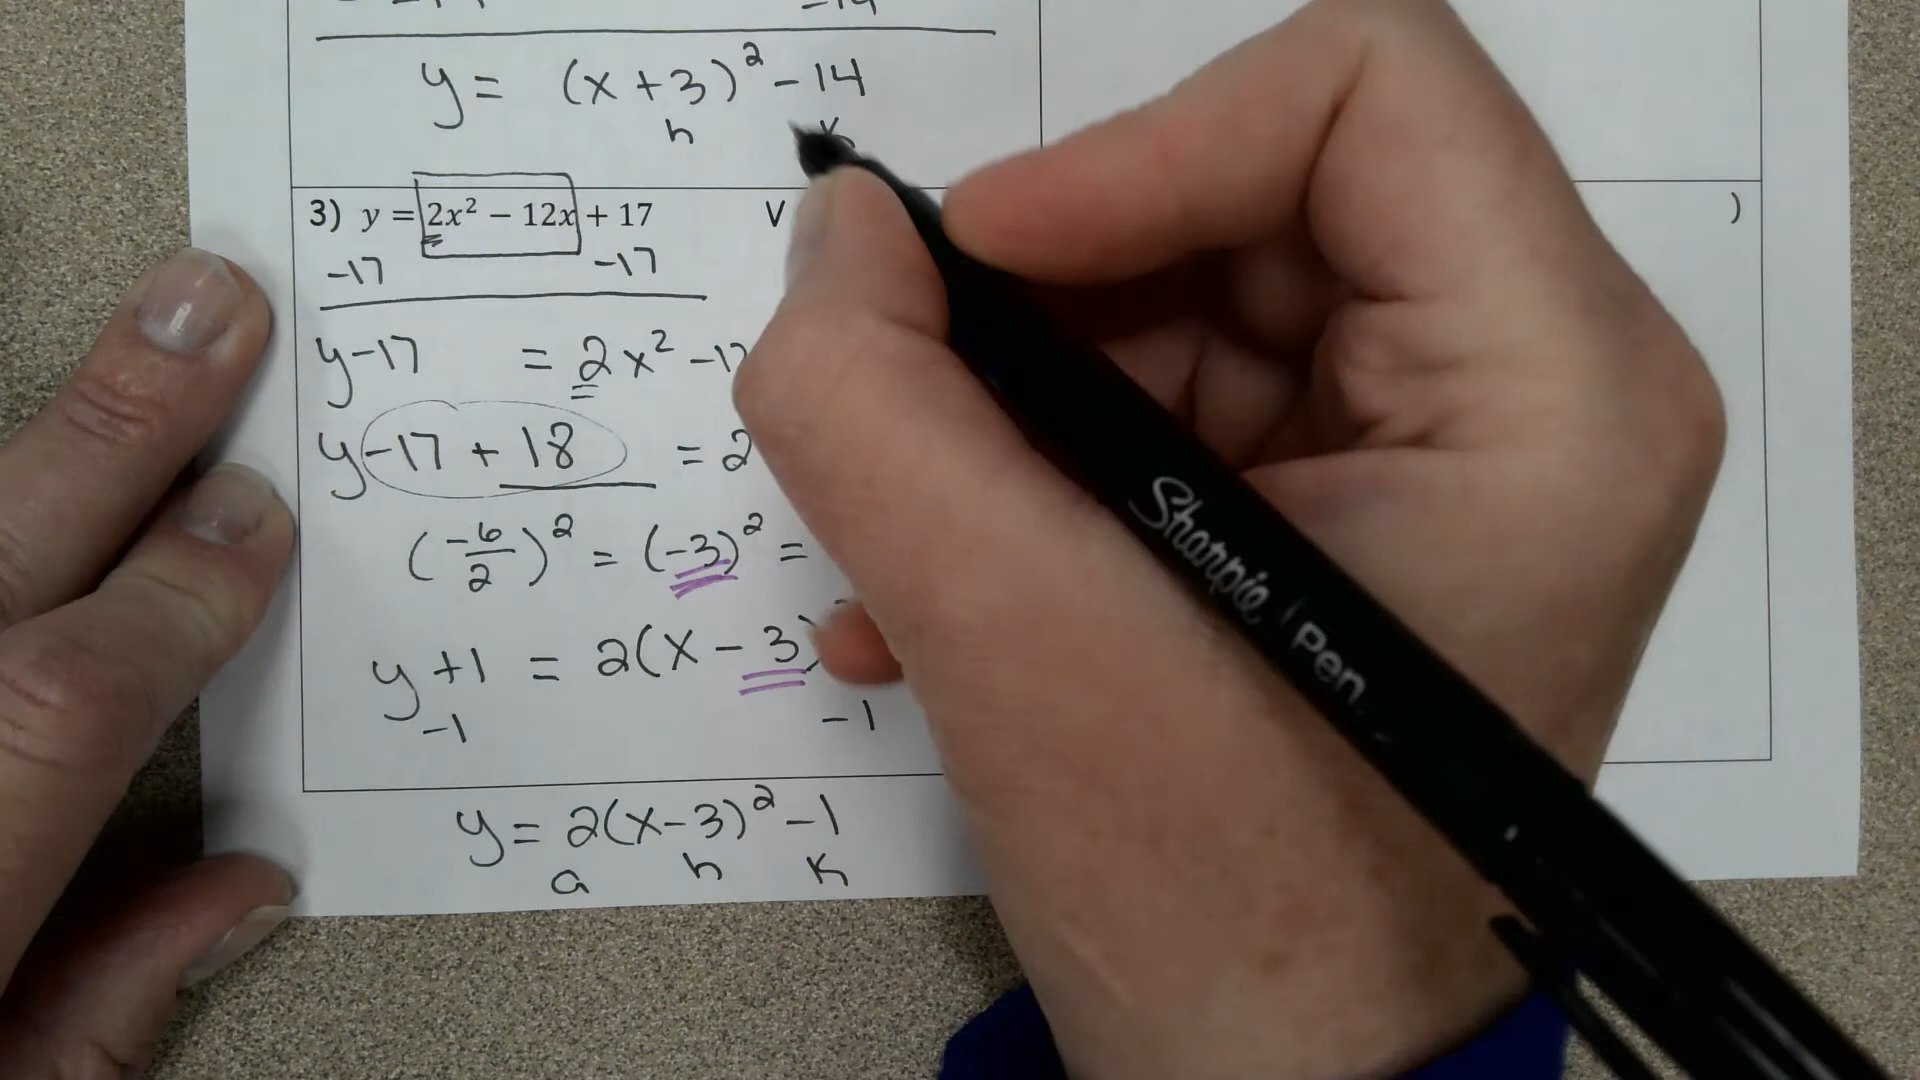 -14
y = (x + 3)² - 14
h k
3) y = 2x² − 12x + 17 V )
-17 -17
y-17 = 2x² -12
y-17 + 18 = 2
(-6/2)² = (-3)² =
y+1 = 2(x - 3)
-1 -1
y = 2(x-3)² - 1
a h k
Sharpie Pen